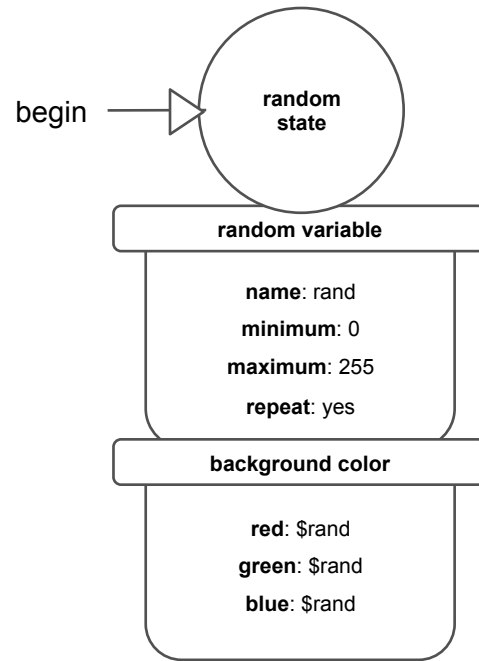 begin
random
state
random variable
name: rand
minimum: 0
maximum: 255
repeat: yes
background color
red: $rand
green: $rand
blue: $rand